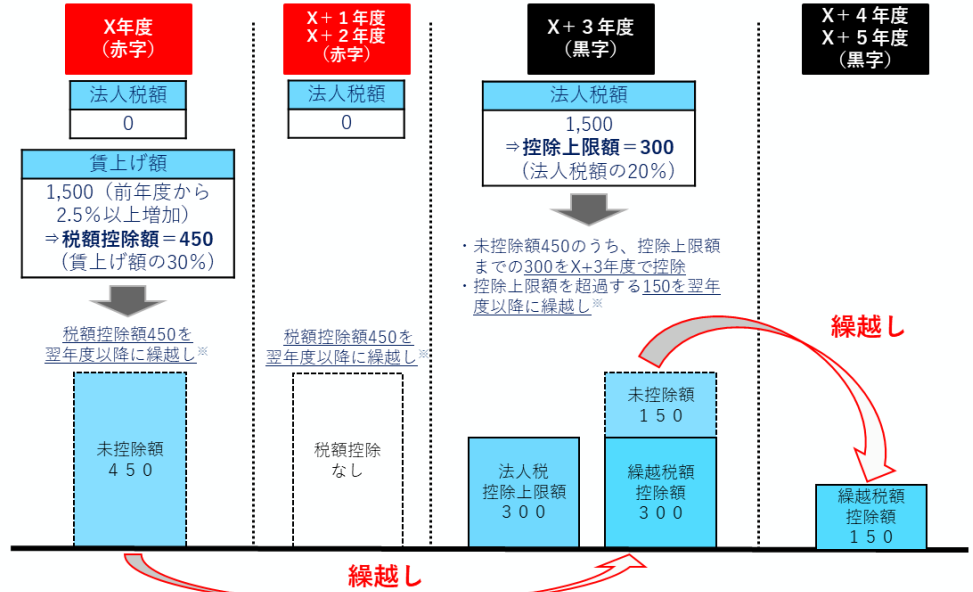 X年度
（赤字）
法人税額
0
賃上げ額
1,500（前年度から
2.5%以上増加）
⇒税額控除額＝450
（賃上げ額の30%）
税額控除額450を
翌年度以降に繰越し※
未控除額
４５０
X＋１年度
X＋２年度
（赤字）
法人税額
0
税額控除額450を
翌年度以降に繰越し※
税額控除
なし
X＋３年度
（黒字）
法人税額
1,500
⇒控除上限額＝300
（法人税額の20%）
・未控除額450のうち、控除上限額
までの300をX+3年度で控除
・控除上限額を超過する150を翌年
度以降に繰越し※
法人税
控除上限額
３００
未控除額
１５０
繰越税額
控除額
３００
X＋４年度
X＋５年度
（黒字）
繰越し
繰越税額
控除額
１５０
繰越し